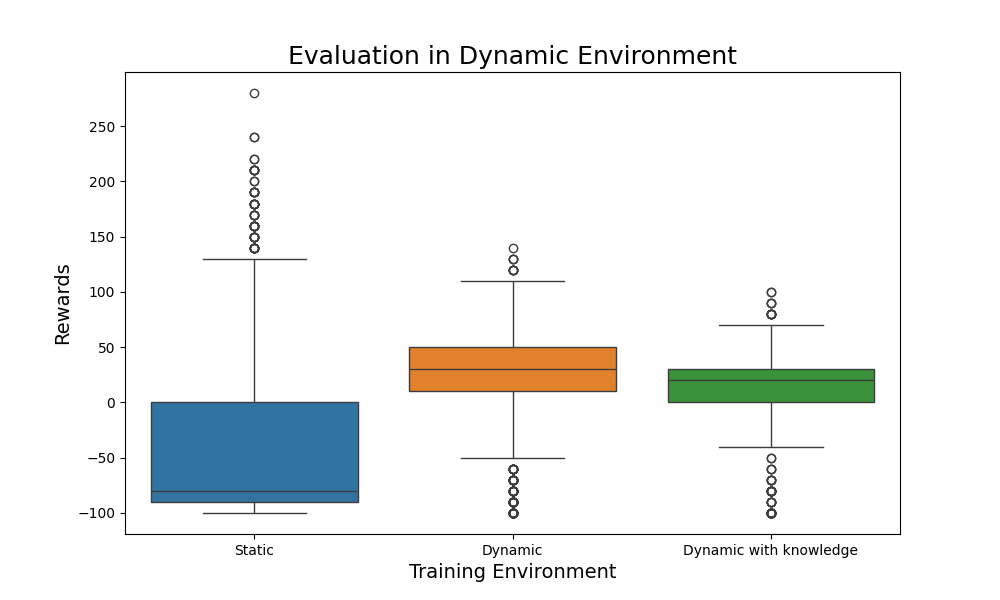 Evaluation in Dynamic Environment
Rewards
250
200
150
100
50
0
−50
−100
Static
Dynamic
Dynamic with knowledge
Training Environment